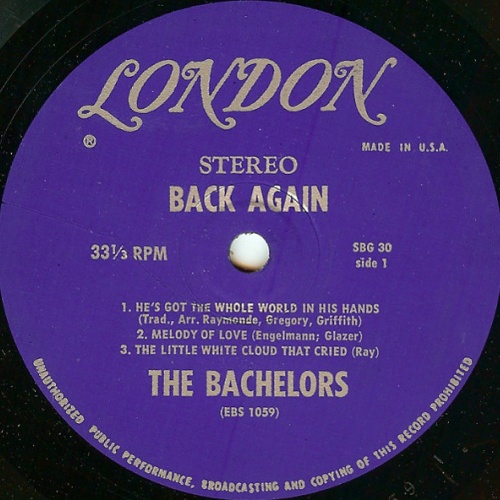 LONDON
®
MADE IN U.S.A.
STEREO
BACK AGAIN
33⅓ RPM
SBG 30
side 1
1. HE'S GOT THE WHOLE WORLD IN HIS HANDS
(Trad., Arr. Raymonde, Gregory, Griffith)
2. MELODY OF LOVE (Engelmann; Glazer)
3. THE LITTLE WHITE CLOUD THAT CRIED (Ray)
THE BACHELORS
(EBS 1059)
UNAUTHORIZED PUBLIC PERFORMANCE, BROADCASTING AND COPYING OF THIS RECORD PROHIBITED